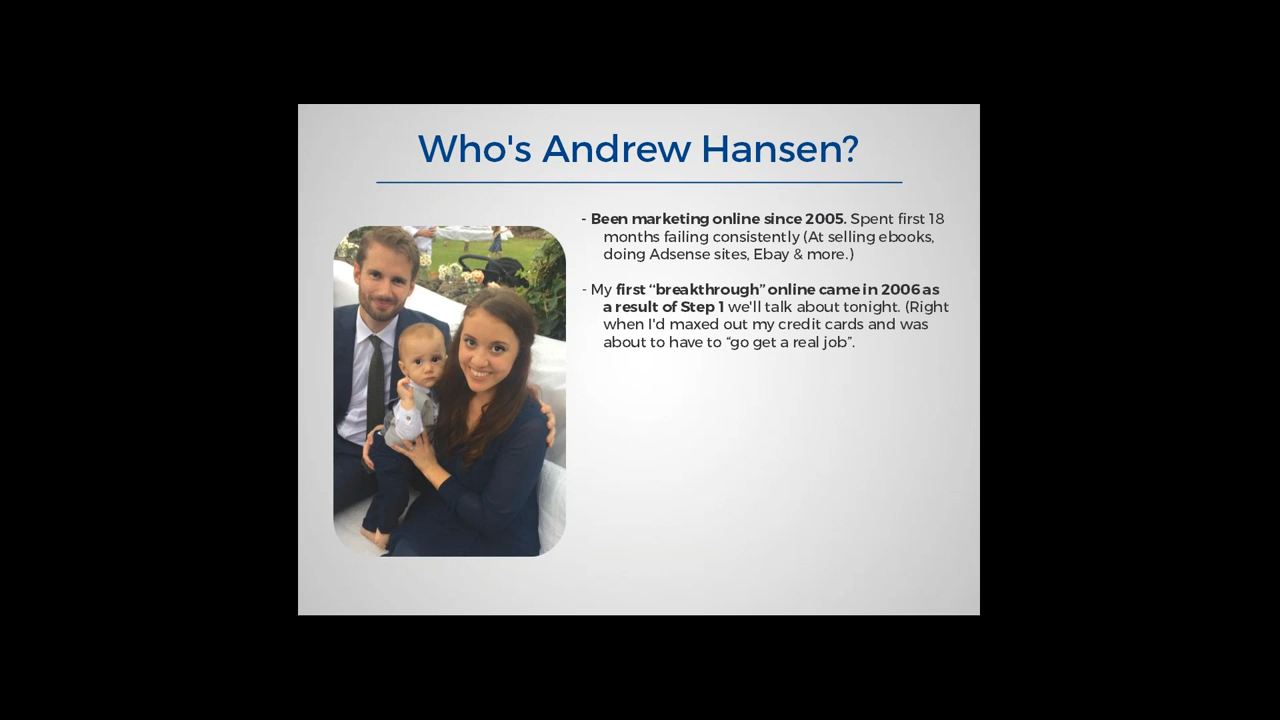 Who's Andrew Hansen?
- Been marketing online since 2005. Spent first 18
months failing consistently (At selling ebooks,
doing Adsense sites, Ebay & more.)
- My first “breakthrough” online came in 2006 as
a result of Step 1 we'll talk about tonight. (Right
when I'd maxed out my credit cards and was
about to have to “go get a real job”.